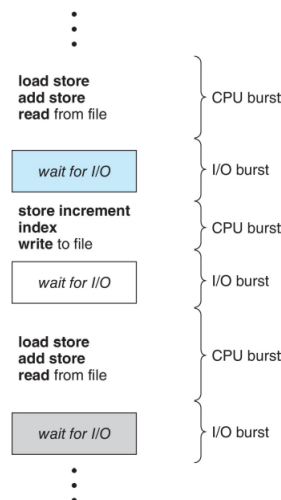 load store
add store
read from file
CPU burst
wait for I/O
I/O burst
store increment
index
write to file
CPU burst
wait for I/O
I/O burst
load store
add store
read from file
CPU burst
wait for I/O
I/O burst